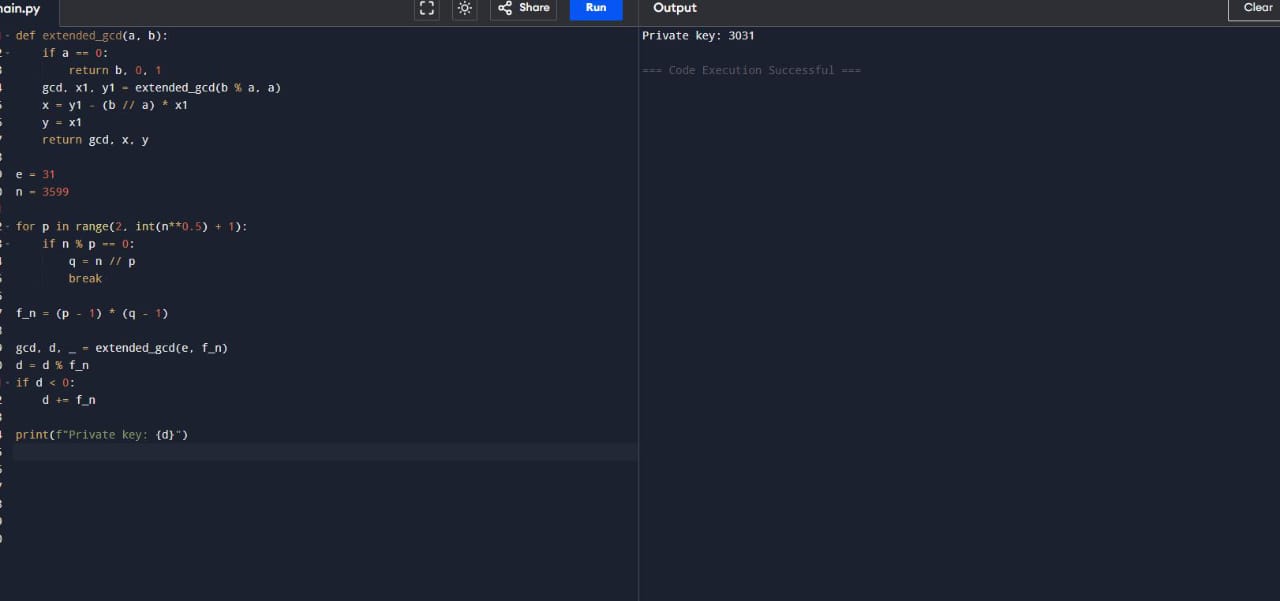 main.py
Share
Run
Output
Clear
def extended_gcd(a, b):
    if a == 0:
        return b, 0, 1
    gcd, x1, y1 = extended_gcd(b % a, a)
    x = y1 - (b // a) * x1
    y = x1
    return gcd, x, y
e = 31
n = 3599
for p in range(2, int(n**0.5) + 1):
    if n % p == 0:
        q = n // p
        break
f_n = (p - 1) * (q - 1)
gcd, d, _ = extended_gcd(e, f_n)
d = d % f_n
if d < 0:
    d += f_n
print(f"Private key: {d}")
Private key: 3031
=== Code Execution Successful ===